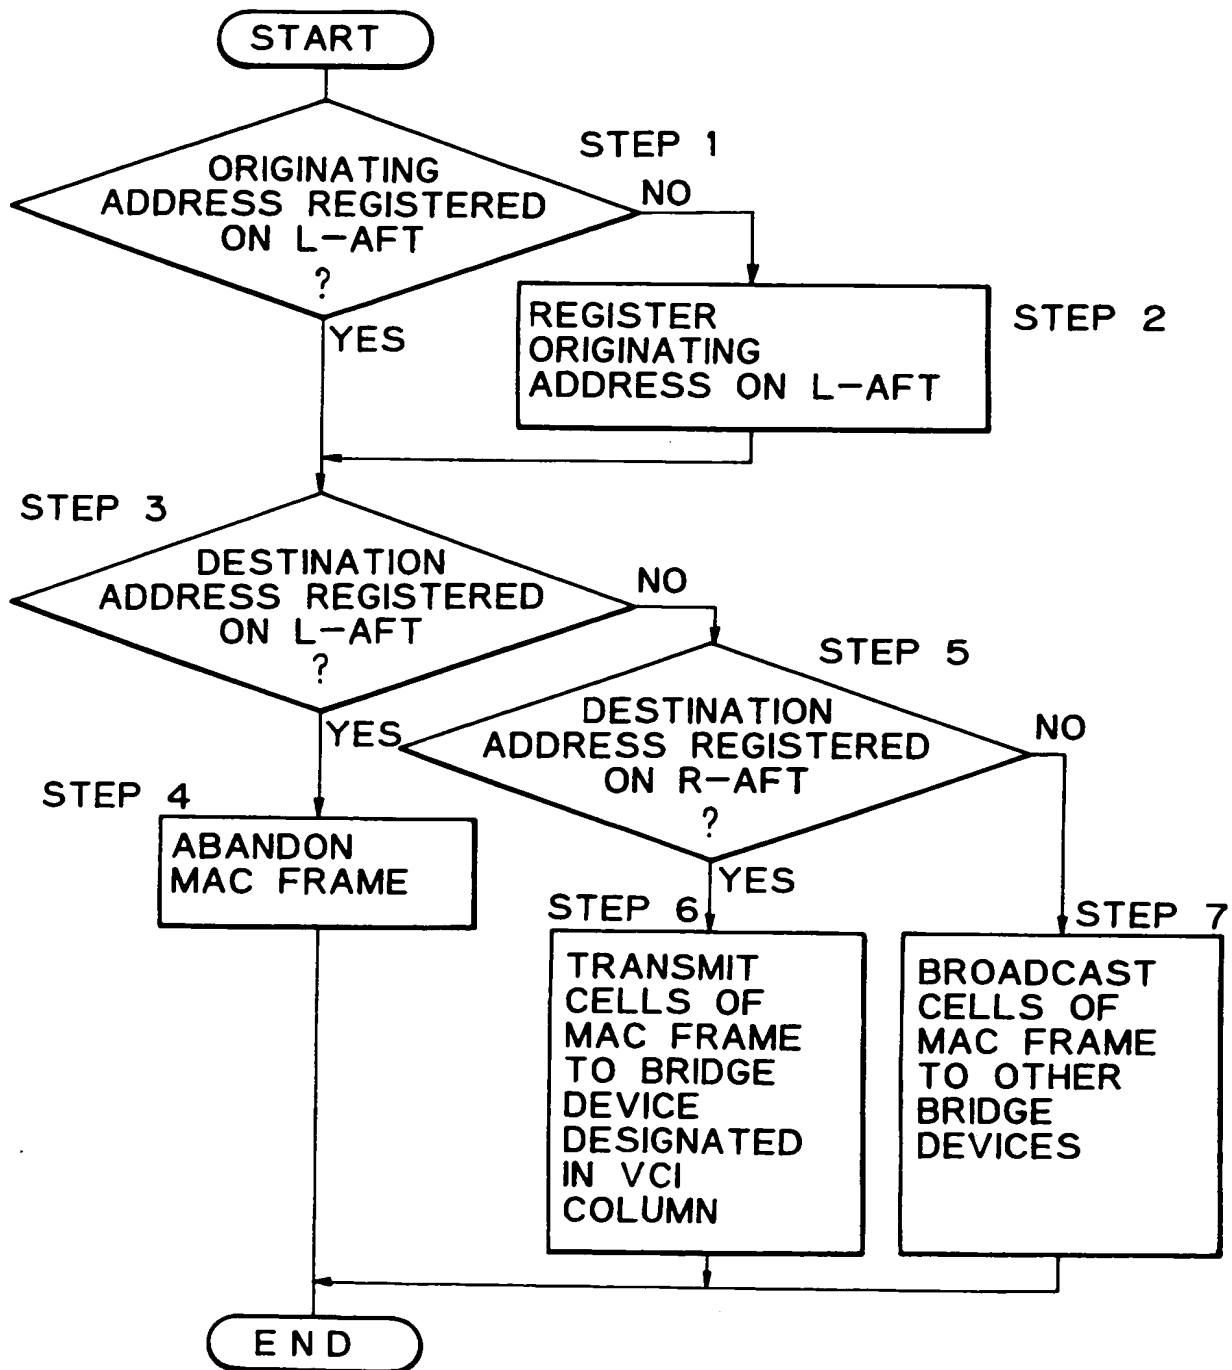 START
STEP 1
ORIGINATING
ADDRESS REGISTERED
ON L-AFT
?
NO
YES
REGISTER
ORIGINATING
ADDRESS ON L-AFT
STEP 2
STEP 3
DESTINATION
ADDRESS REGISTERED
ON L-AFT
?
NO
YES
STEP 4
ABANDON
MAC FRAME
STEP 5
DESTINATION
ADDRESS REGISTERED
ON R-AFT
?
NO
YES
STEP 6
TRANSMIT
CELLS OF
MAC FRAME
TO BRIDGE
DEVICE
DESIGNATED
IN VCI
COLUMN
STEP 7
BROADCAST
CELLS OF
MAC FRAME
TO OTHER
BRIDGE
DEVICES
END